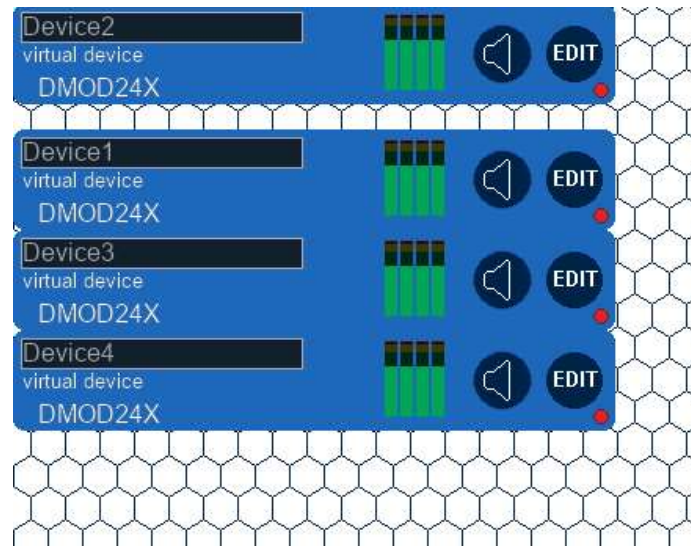 Device2
virtual device
EDIT
DMOD24X
Device1
virtual device
EDIT
DMOD24X
Device3
virtual device
EDIT
DMOD24X
Device4
virtual device
EDIT
DMOD24X